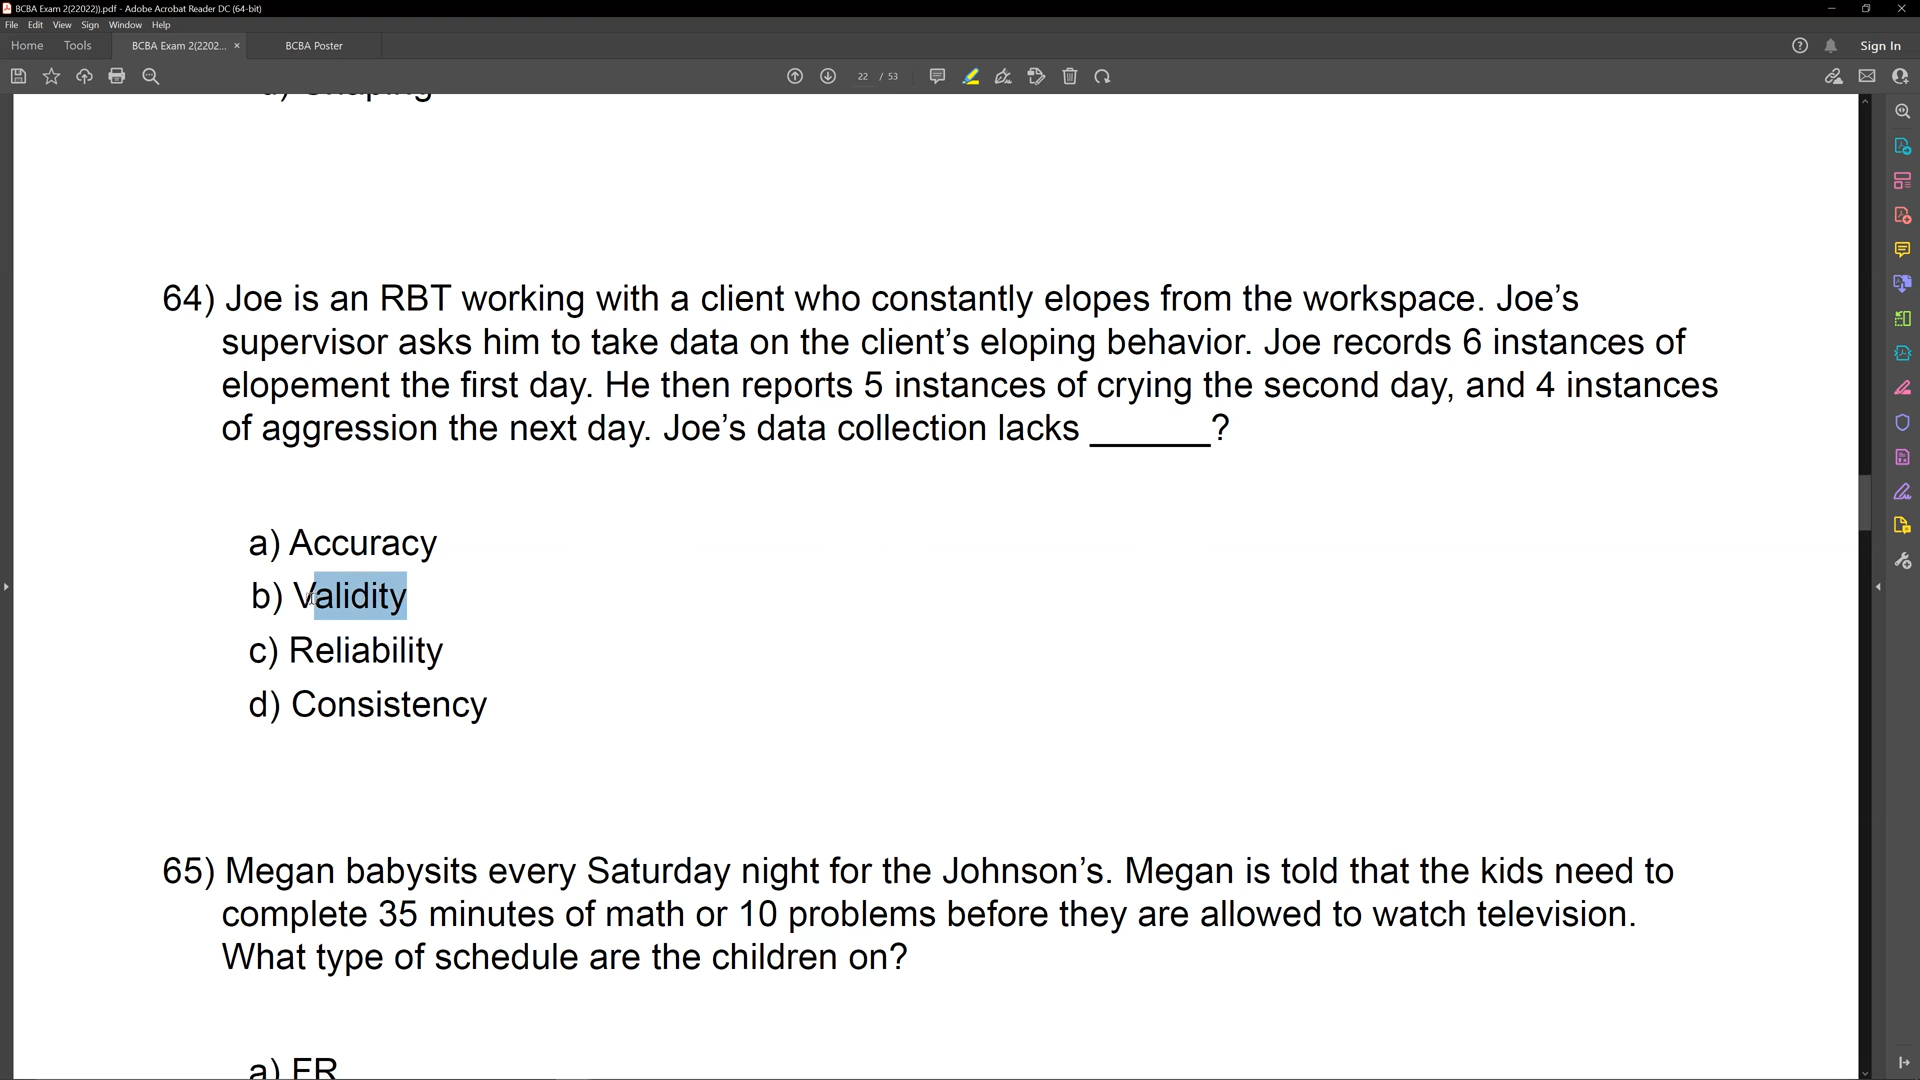 BCBA Exam 2(22022)).pdf - Adobe Acrobat Reader DC (64-bit)
File Edit View Sign Window Help
Home Tools BCBA Exam 2(2202... × BCBA Poster Sign In
22 / 53
64) Joe is an RBT working with a client who constantly elopes from the workspace. Joe’s
supervisor asks him to take data on the client’s eloping behavior. Joe records 6 instances of
elopement the first day. He then reports 5 instances of crying the second day, and 4 instances
of aggression the next day. Joe’s data collection lacks ______?
a) Accuracy
b) Validity
c) Reliability
d) Consistency
65) Megan babysits every Saturday night for the Johnson’s. Megan is told that the kids need to
complete 35 minutes of math or 10 problems before they are allowed to watch television.
What type of schedule are the children on?
a) FR